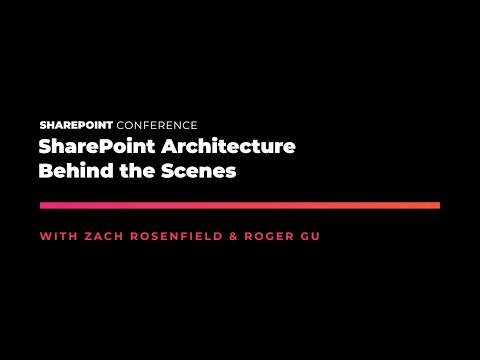 SHAREPOINT CONFERENCE
SharePoint Architecture
Behind the Scenes
WITH ZACH ROSENFIELD & ROGER GU